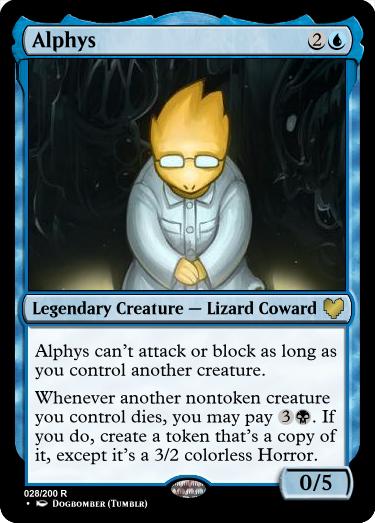 Alphys 2
Legendary Creature — Lizard Coward
Alphys can't attack or block as long as
you control another creature.
Whenever another nontoken creature
you control dies, you may pay 3. If
you do, create a token that's a copy of
it, except it's a 3/2 colorless Horror.
0/5
028/200 R
• Dogbomber (Tumblr)